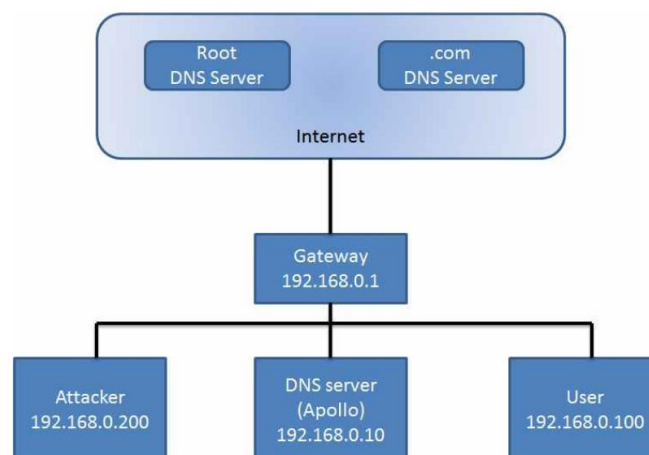 Root
DNS Server
.com
DNS Server
Internet
Gateway
192.168.0.1
Attacker
192.168.0.200
DNS server
(Apollo)
192.168.0.10
User
192.168.0.100